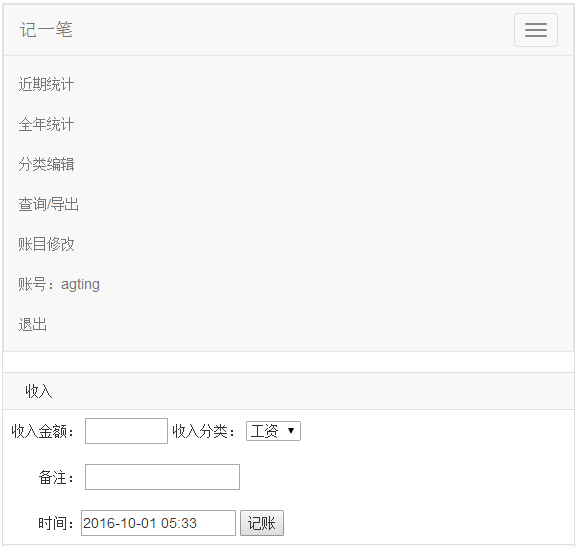 记一笔
近期统计
全年统计
分类编辑
查询/导出
账目修改
账号：agting
退出
收入
收入金额： 收入分类： 工资
备注：
时间：2016-10-01 05:33 记账